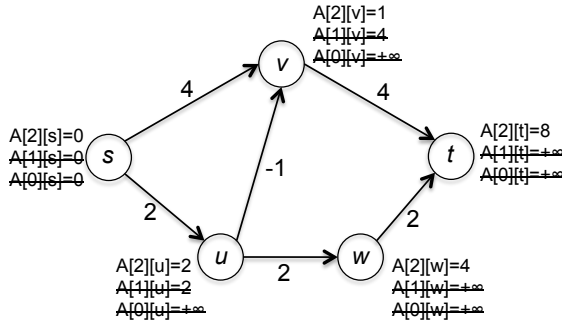 A[2][v]=1
A[1][v]=4
A[0][v]=+∞
v
4
4
A[2][s]=0
A[1][s]=0
A[0][s]=0
s
-1
t
A[2][t]=8
A[1][t]=+∞
A[0][t]=+∞
2
2
u
2
w
A[2][u]=2
A[1][u]=2
A[0][u]=+∞
A[2][w]=4
A[1][w]=+∞
A[0][w]=+∞